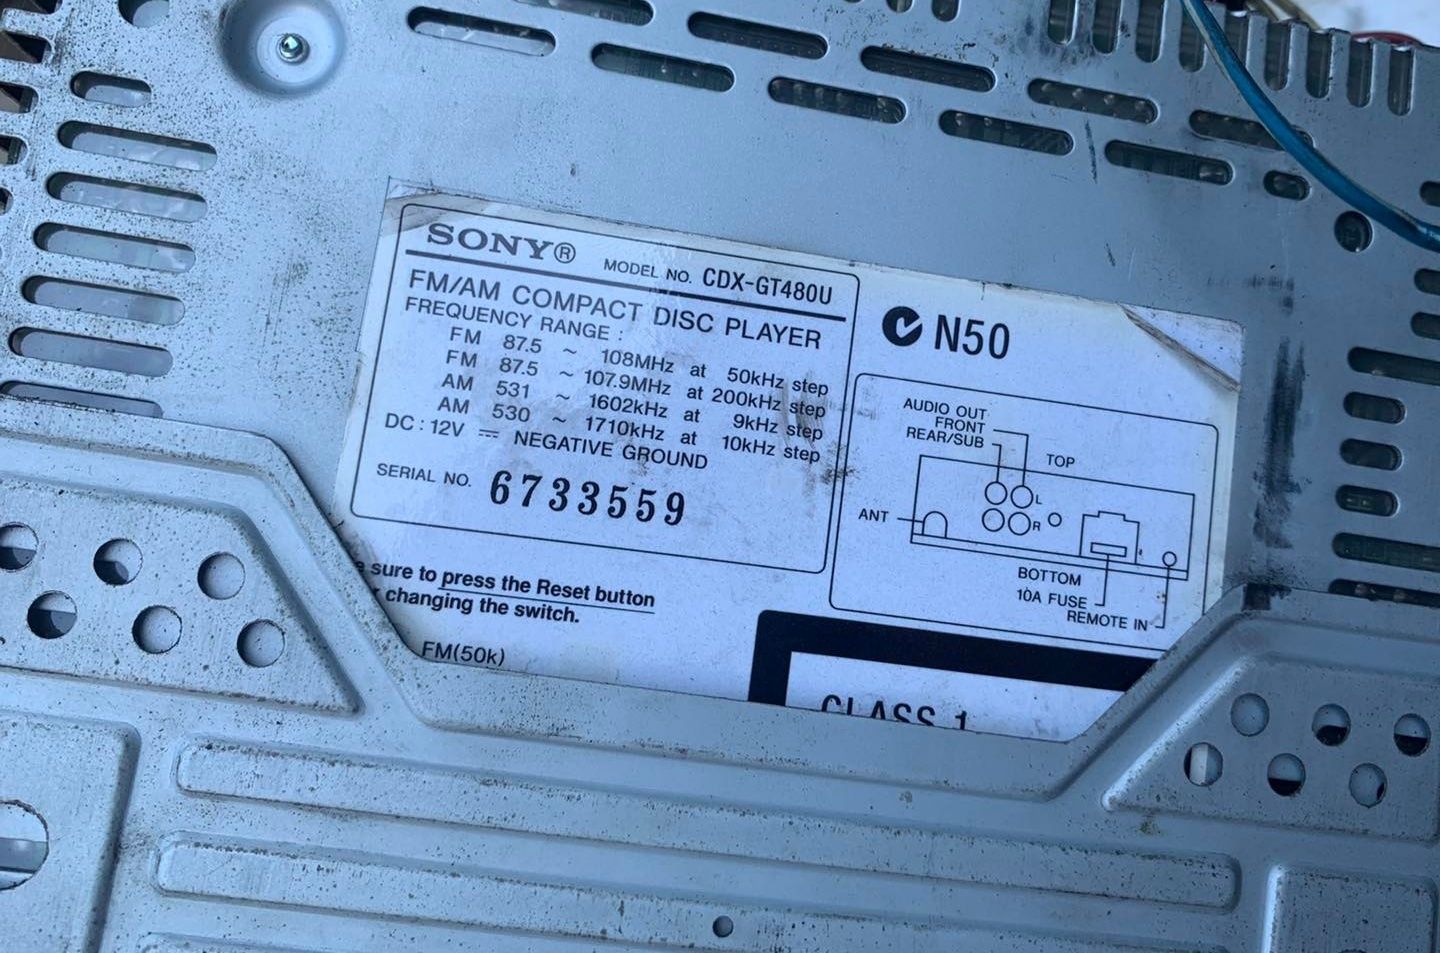 SONY® MODEL NO. CDX-GT480U
FM/AM COMPACT DISC PLAYER
FREQUENCY RANGE :
FM 87.5 ~ 108MHz at 50kHz step
FM 87.5 ~ 107.9MHz at 200kHz step
AM 531 ~ 1602kHz at 9kHz step
AM 530 ~ 1710kHz at 10kHz step
DC : 12V ⎓ NEGATIVE GROUND
SERIAL NO. 6733559
N50
AUDIO OUT
FRONT
REAR/SUB
TOP
L
R
ANT
BOTTOM
10A FUSE
REMOTE IN
sure to press the Reset button
changing the switch.
FM(50k)
CLASS 1